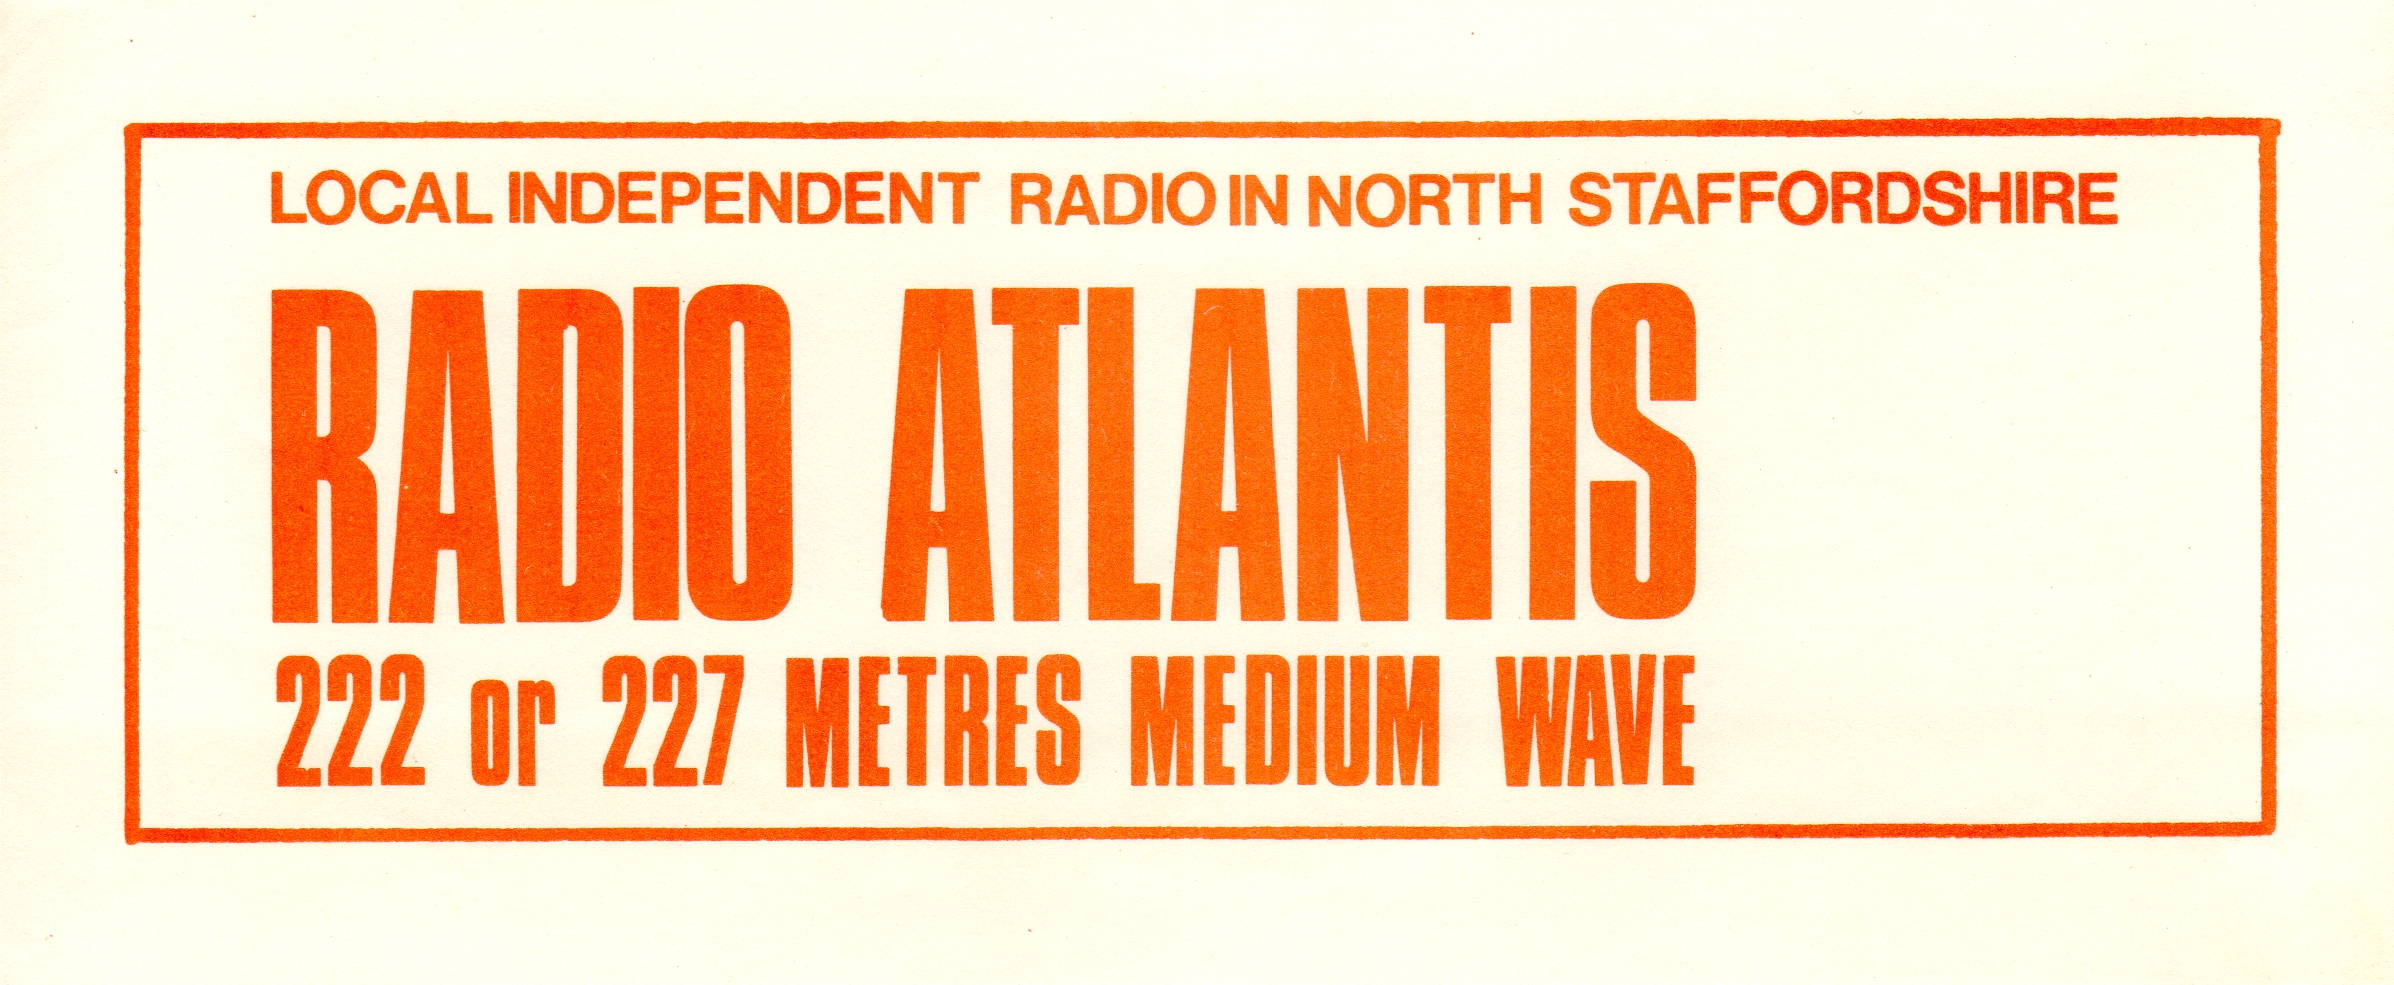 LOCAL INDEPENDENT RADIO IN NORTH STAFFORDSHIRE
RADIO ATLANTIS
222 or 227 METRES MEDIUM WAVE